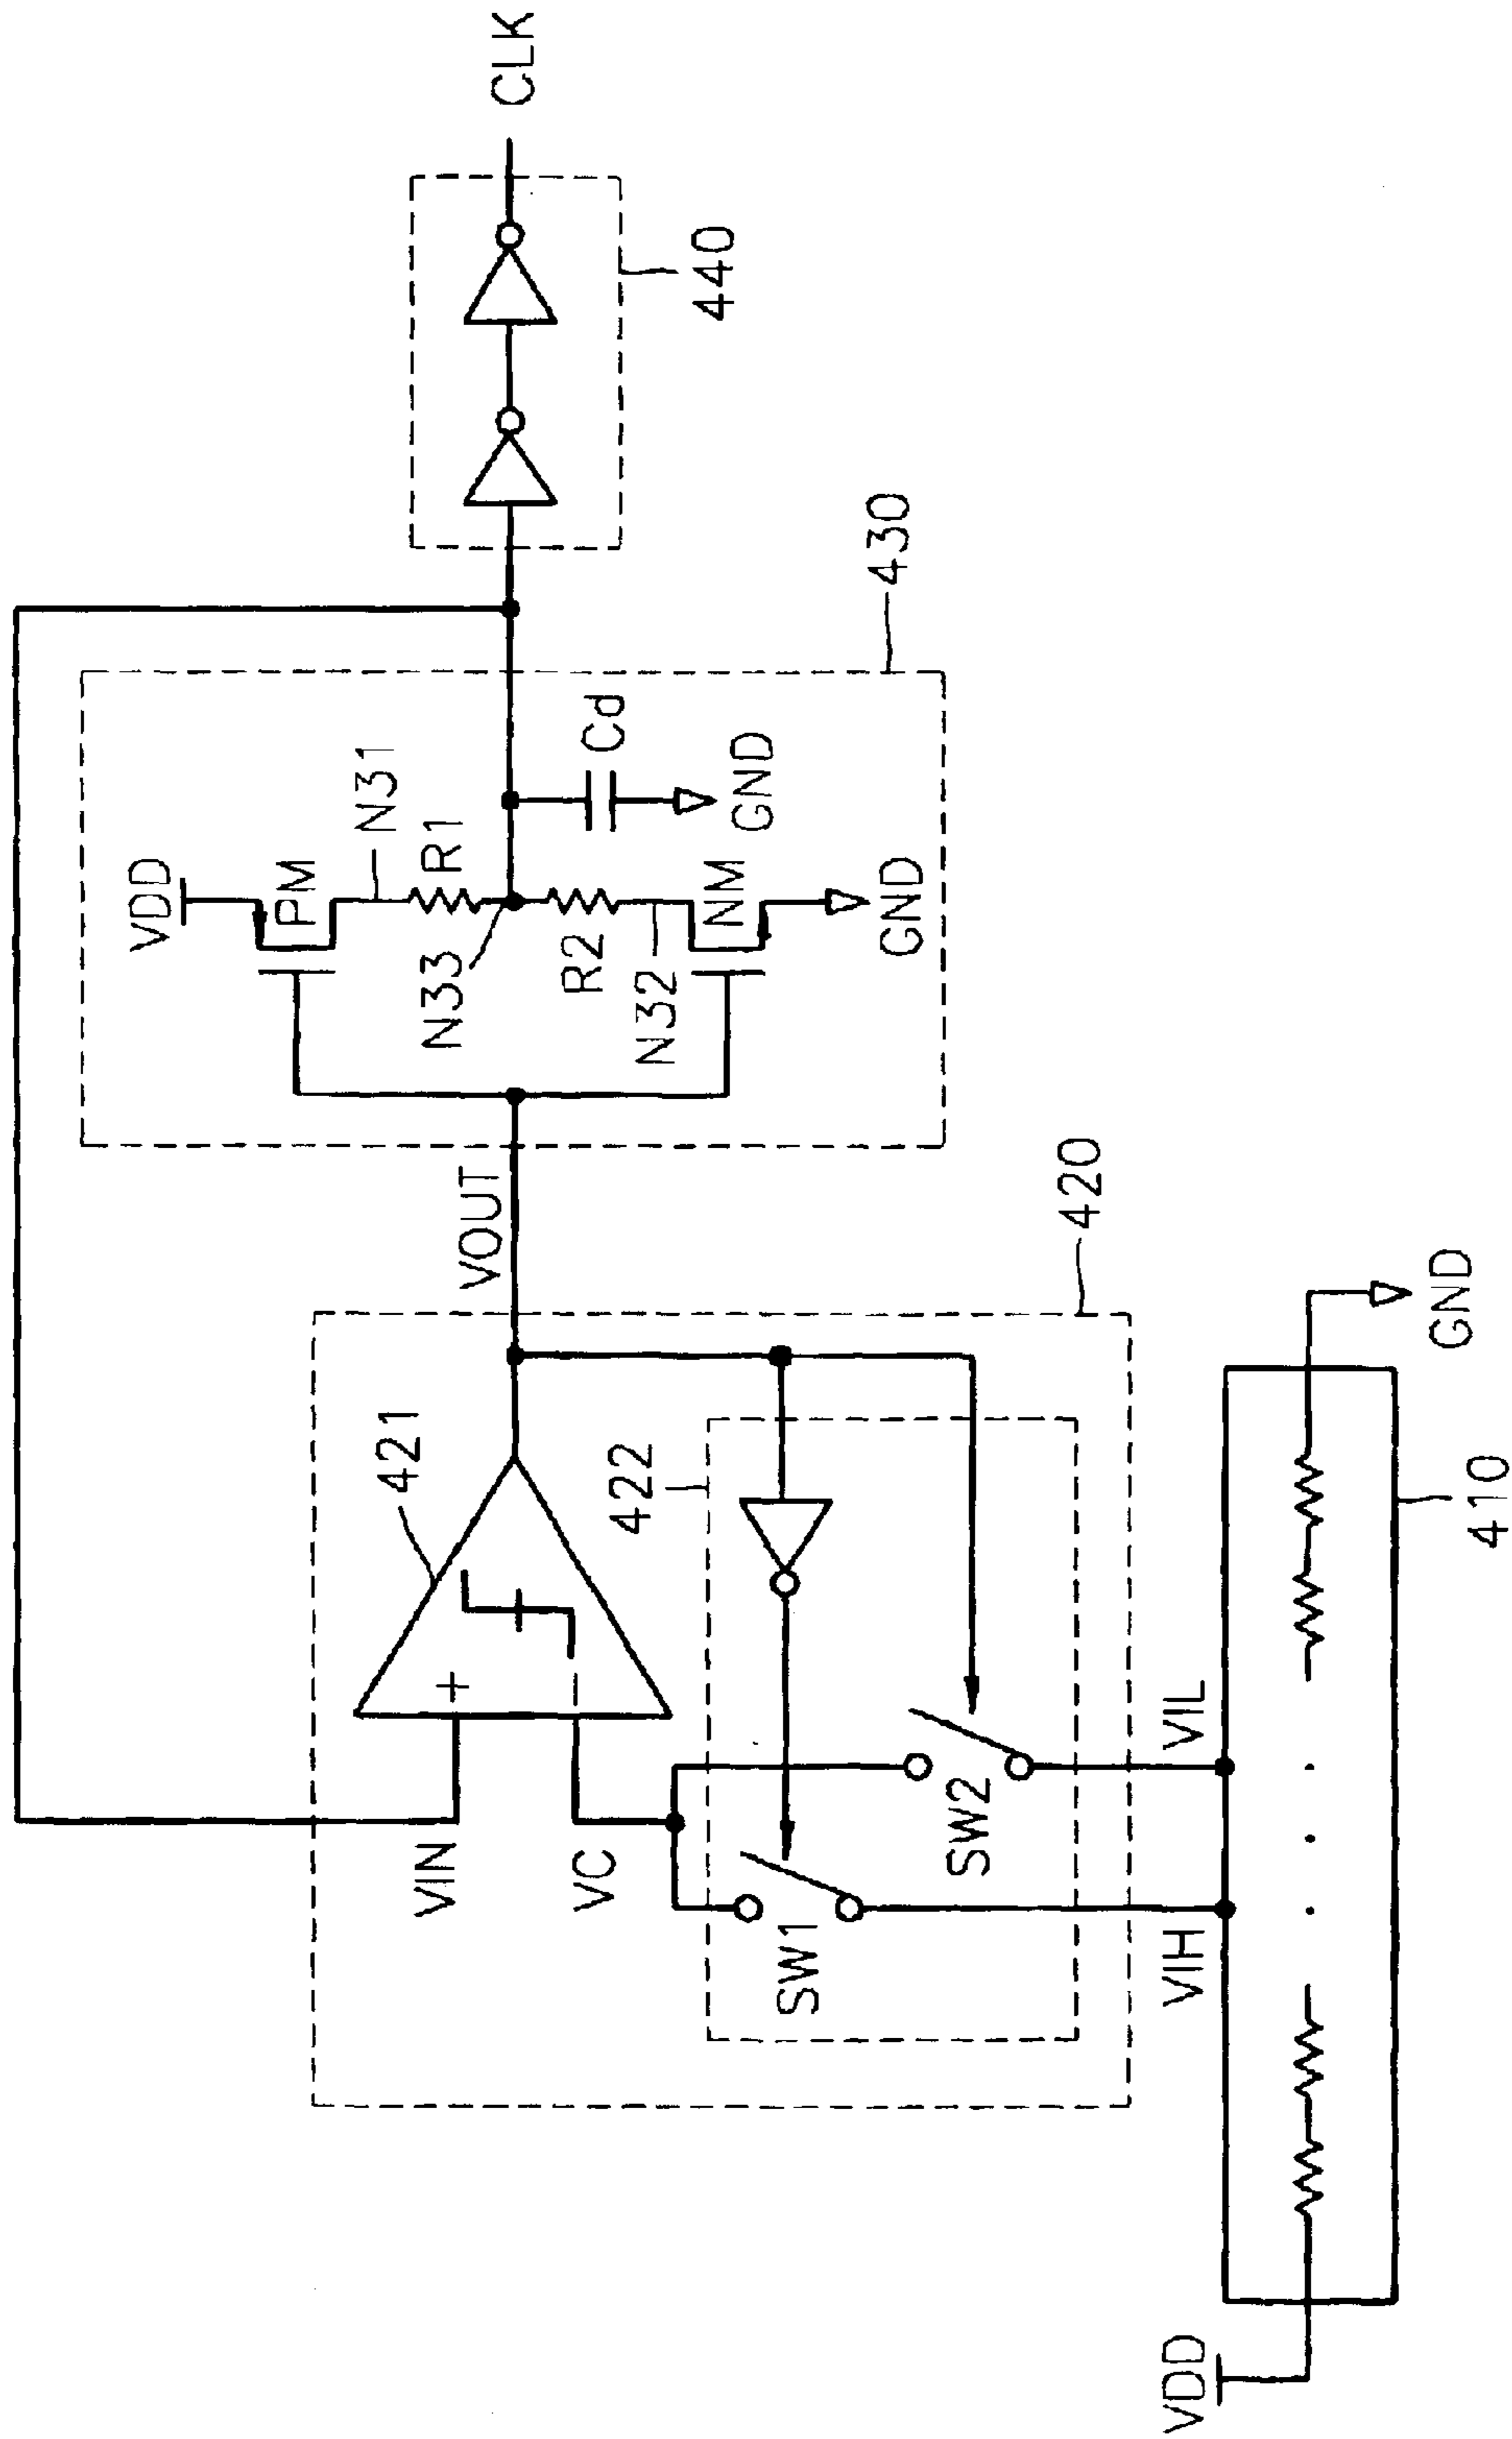 VDD
PM
N31
R1
N33
R2
N32
NM
GND
Cd
GND
430
CLK
440
VOUT
421
+
−
VIN
VC
422
SW1
SW2
420
VIH
VIL
VDD
GND
410